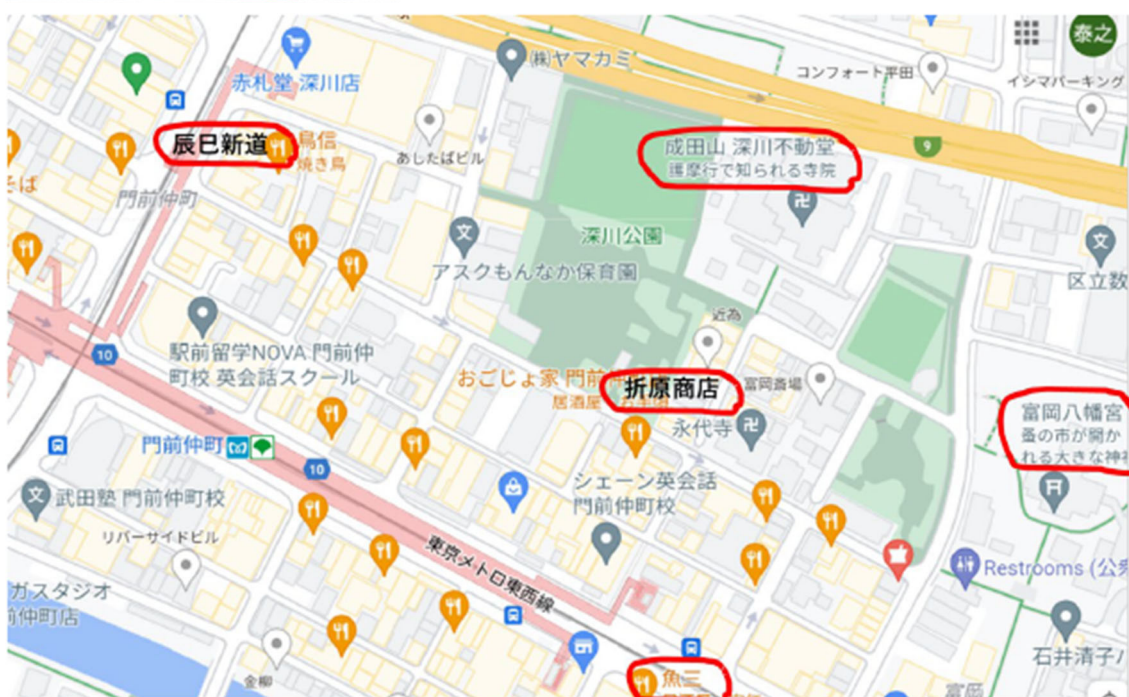 泰之
(株)ヤマカミ
コンフォート平田
イシマパーキング
赤札堂 深川店
9
辰巳新道
鳥信
焼き鳥
あしたばビル
成田山 深川不動堂
護摩行で知られる寺院
そば
門前仲町
深川公園
アスクもんなか保育園
区立数
近為
10
駅前留学NOVA 門前仲
町校 英会話スクール
おごじょ家 門前
居酒屋
折原商店
富岡斎場
富岡八幡宮
蚤の市が開か
れる大きな神社
永代寺
門前仲町
10
シェーン英会話
門前仲町校
武田塾 門前仲町校
リバーサイドビル
東京メトロ東西線
Restrooms (公衆
ガスタジオ
前仲町店
石井清子バ
金柳
魚三
富岡